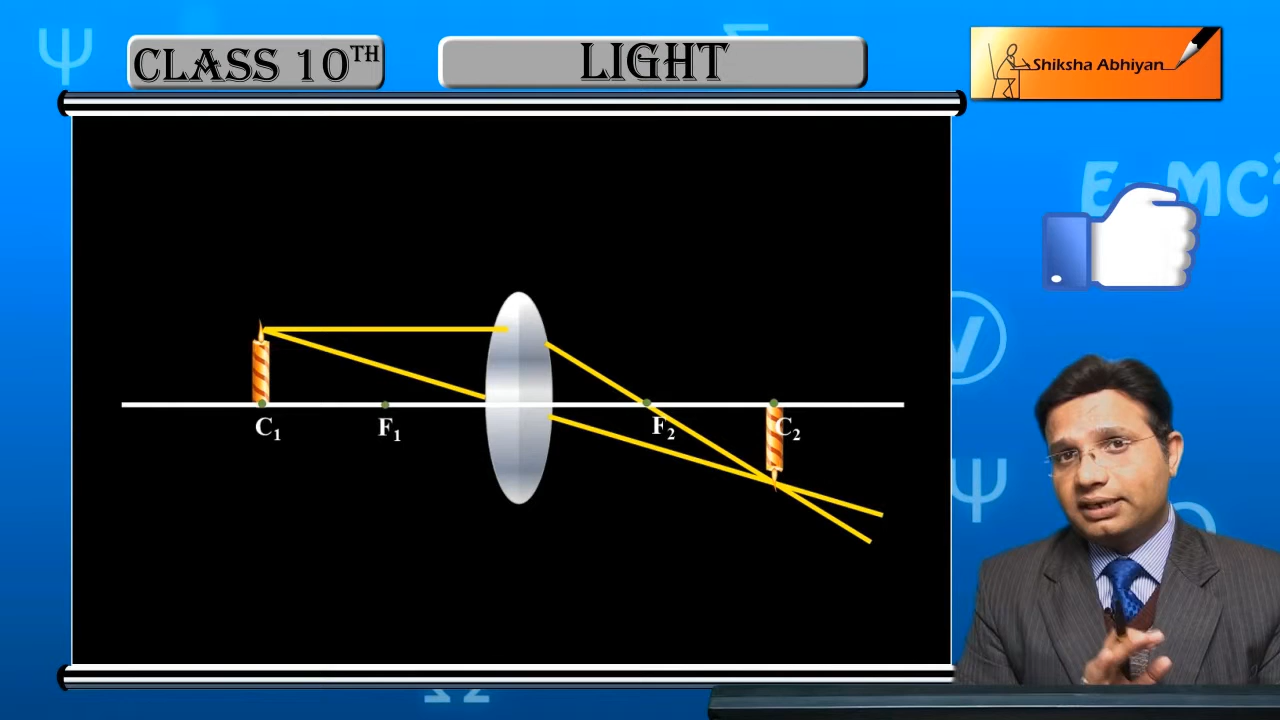 CLASS 10TH
LIGHT
Shiksha Abhiyan
E=MC2
C1
F1
F2
C2